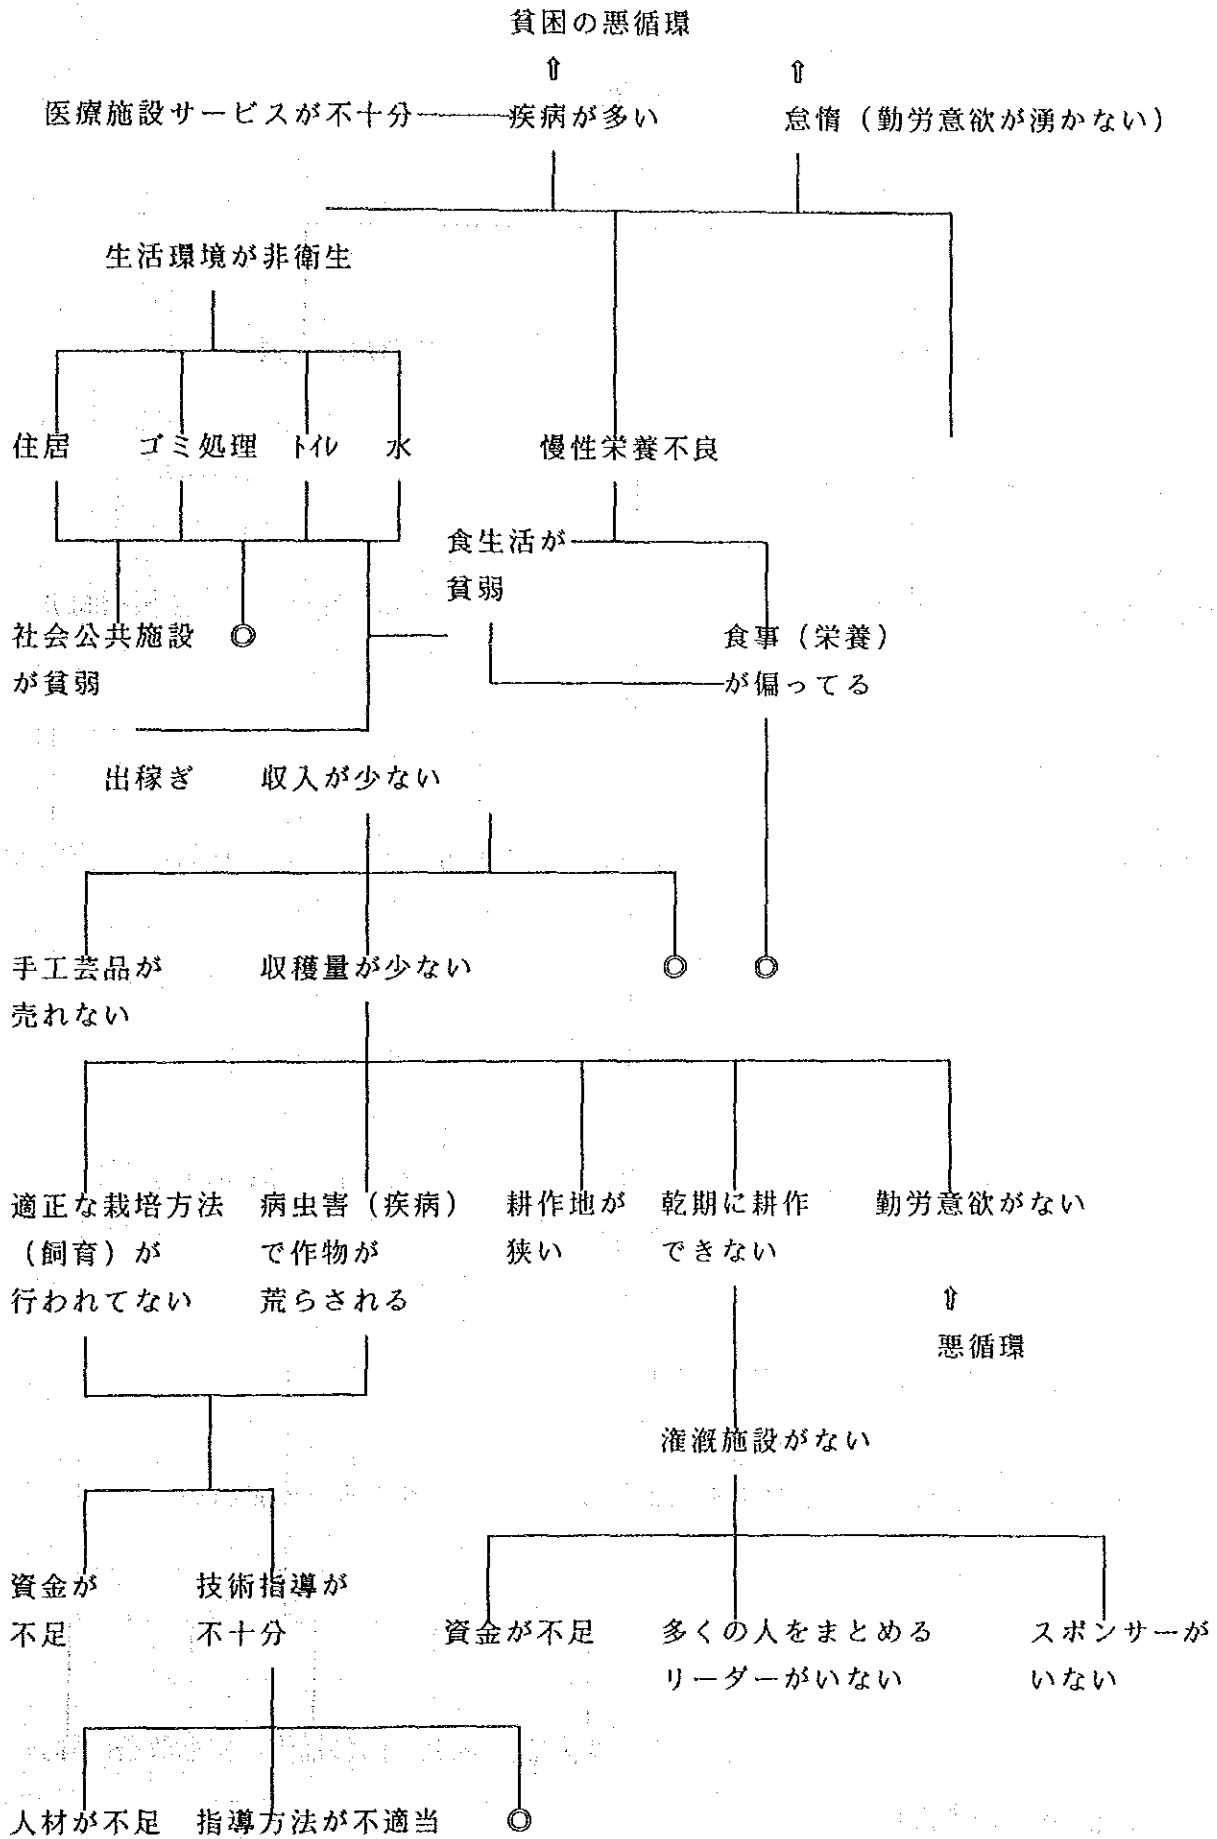 貧困の悪循環
⇧ ⇧
医療施設サービスが不十分 疾病が多い 怠惰（勤労意欲が湧かない）
生活環境が非衛生
住居 ゴミ処理 トイレ 水 慢性栄養不良
食生活が
貧弱
社会公共施設 ◎ 食事（栄養）
が貧弱 が偏ってる
出稼ぎ 収入が少ない
手工芸品が 収穫量が少ない ◎ ◎
売れない
適正な栽培方法 病虫害（疾病） 耕作地が 乾期に耕作 勤労意欲がない
（飼育）が で作物が 狭い できない
行われてない 荒らされる ⇧
悪循環
潅漑施設がない
資金が 技術指導が
不足 不十分 資金が不足 多くの人をまとめる スポンサーが
リーダーがいない いない
人材が不足 指導方法が不適当 ◎